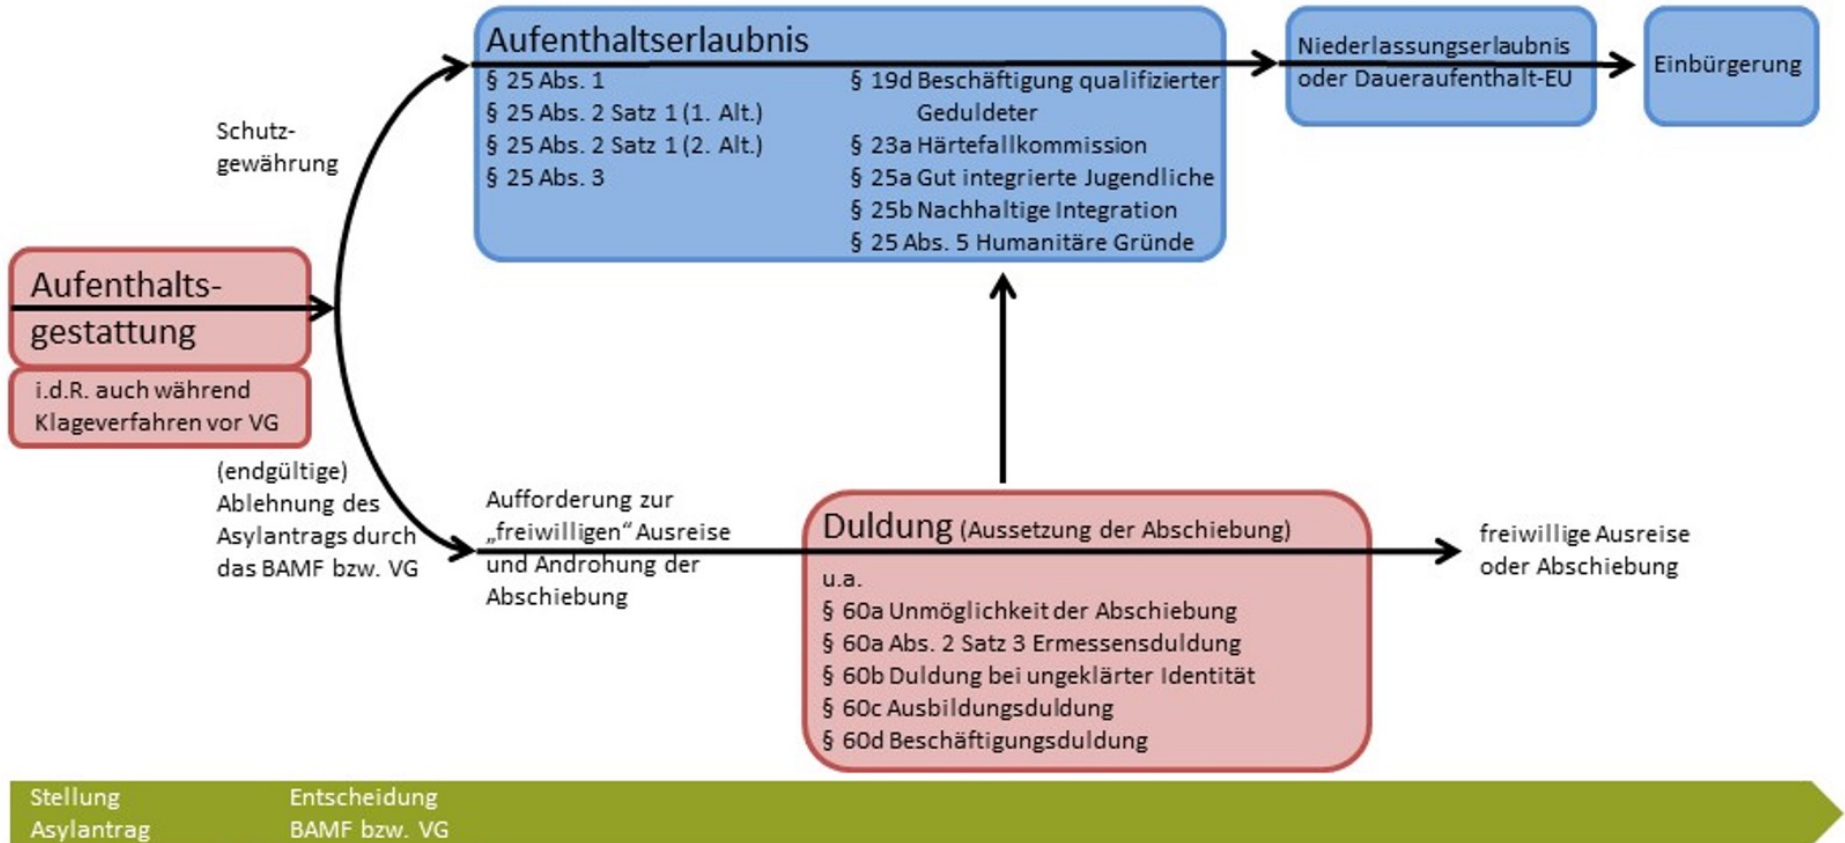 Aufenthaltserlaubnis
§ 25 Abs. 1
§ 25 Abs. 2 Satz 1 (1. Alt.)
§ 25 Abs. 2 Satz 1 (2. Alt.)
§ 25 Abs. 3
§ 19d Beschäftigung qualifizierter
Geduldeter
§ 23a Härtefallkommission
§ 25a Gut integrierte Jugendliche
§ 25b Nachhaltige Integration
§ 25 Abs. 5 Humanitäre Gründe
Niederlassungserlaubnis
oder Daueraufenthalt-EU
Einbürgerung
Schutz-
gewährung
Aufenthalts-
gestattung
i.d.R. auch während
Klageverfahren vor VG
(endgültige)
Ablehnung des
Asylantrags durch
das BAMF bzw. VG
Aufforderung zur
„freiwilligen“ Ausreise
und Androhung der
Abschiebung
Duldung (Aussetzung der Abschiebung)
u.a.
§ 60a Unmöglichkeit der Abschiebung
§ 60a Abs. 2 Satz 3 Ermessensduldung
§ 60b Duldung bei ungeklärter Identität
§ 60c Ausbildungsduldung
§ 60d Beschäftigungsduldung
freiwillige Ausreise
oder Abschiebung
Stellung
Asylantrag
Entscheidung
BAMF bzw. VG